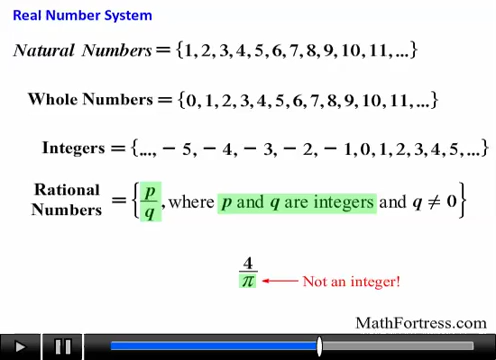 Real Number System
Natural Numbers = {1, 2, 3, 4, 5, 6, 7, 8, 9, 10, 11, ...}
Whole Numbers = {0, 1, 2, 3, 4, 5, 6, 7, 8, 9, 10, 11, ...}
Integers = {..., − 5, − 4, − 3, − 2, − 1, 0, 1, 2, 3, 4, 5, ...}
Rational Numbers = {p/q, where p and q are integers and q ≠ 0}
4/π Not an integer!
MathFortress.com